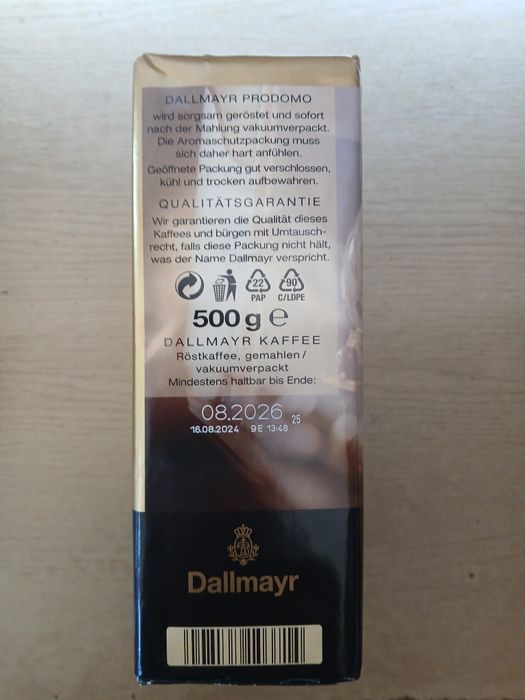 DALLMAYR PRODOMO
wird sorgsam geröstet und sofort
nach der Mahlung vakuumverpackt.
Die Aromaschutzpackung muss
sich daher hart anfühlen.
Geöffnete Packung gut verschlossen,
kühl und trocken aufbewahren.
QUALITÄTSGARANTIE
Wir garantieren die Qualität dieses
Kaffees und bürgen mit Umtausch-
recht, falls diese Packung nicht hält,
was der Name Dallmayr verspricht.
22 90
PAP C/LDPE
500 g e
DALLMAYR KAFFEE
Röstkaffee, gemahlen /
vakuumverpackt
Mindestens haltbar bis Ende:
08.2026 25
16.08.2024 9E 13:48
Dallmayr